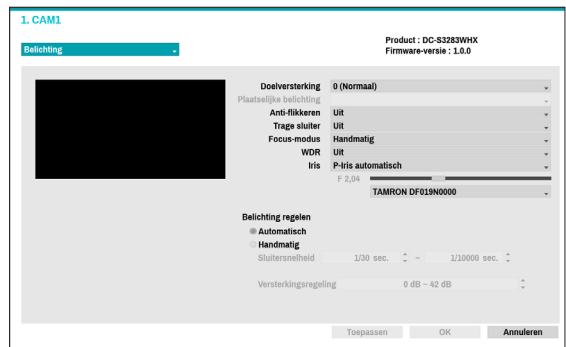 1. CAM1
Product : DC-S3283WHX
Belichting
Firmware-versie : 1.0.0
Doelversterking 0 (Normaal)
Plaatselijke belichting
Anti-flikkeren Uit
Trage sluiter Uit
Focus-modus Handmatig
WDR Uit
Iris P-Iris automatisch
F 2,04
TAMRON DF019N0000
Belichting regelen
Automatisch
Handmatig
Sluitersnelheid 1/30 sec. ~ 1/10000 sec.
Versterkingsregeling 0 dB ~ 42 dB
Toepassen OK Annuleren